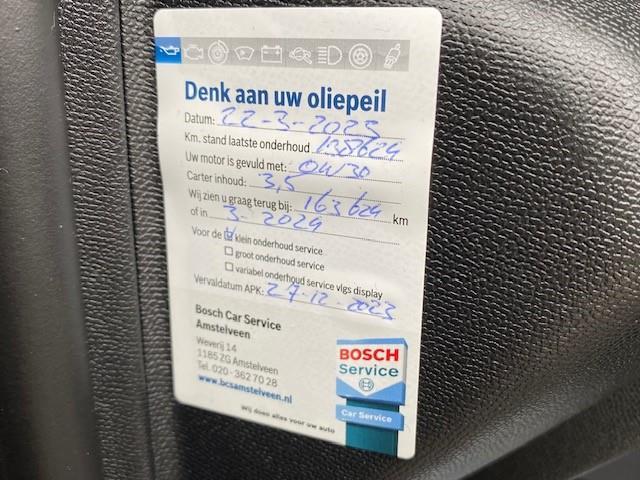 Denk aan uw oliepeil
Datum: 22-3-2023
Km. stand laatste onderhoud 138624
Uw motor is gevuld met: 0W30
Carter inhoud: 3,5
Wij zien u graag terug bij: 163624 km
of in 3-2024
Voor de klein onderhoud service
groot onderhoud service
variabel onderhoud service vlgs display
Vervaldatum APK: 27-12-2023
Bosch Car Service
Amstelveen
Weverij 14
1185 ZG Amstelveen
Tel. 020-362 70 28
www.bcsamstelveen.nl
Wij doen alles voor uw auto
BOSCH
Service
Car Service